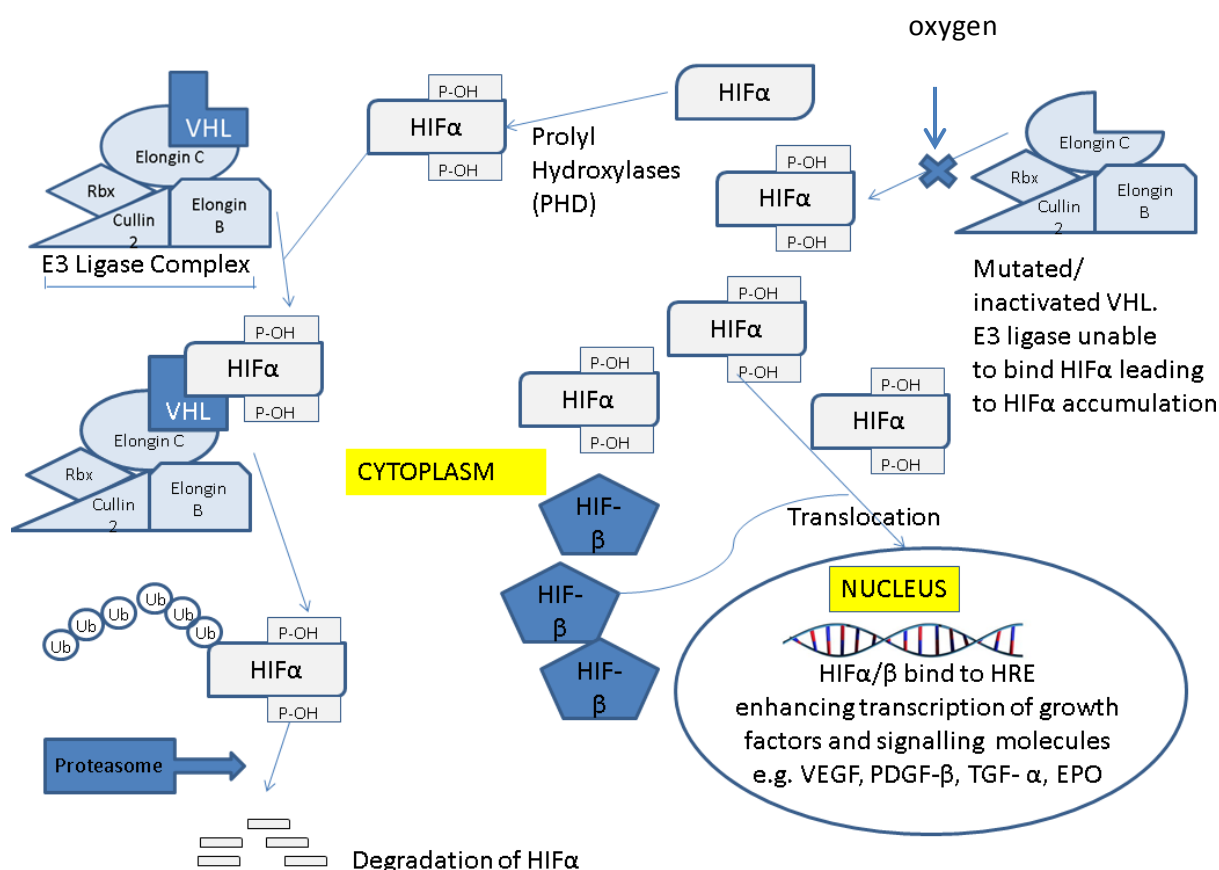 oxygen
P-OH
HIFα
P-OH
HIFα
Prolyl
Hydroxylases
(PHD)
VHL
Elongin C
Rbx
Cullin
2
Elongin
B
E3 Ligase Complex
P-OH
HIFα
P-OH
Elongin C
Rbx
Cullin
2
Elongin
B
Mutated/
inactivated VHL.
E3 ligase unable
to bind HIFα leading
to HIFα accumulation
P-OH
HIFα
P-OH
VHL
Elongin C
Rbx
Cullin
2
Elongin
B
P-OH
HIFα
P-OH
P-OH
HIFα
P-OH
P-OH
HIFα
P-OH
CYTOPLASM
HIF-
β
HIF-
β
HIF-
β
Translocation
NUCLEUS
HIFα/β bind to HRE
enhancing transcription of growth
factors and signalling molecules
e.g. VEGF, PDGF-β, TGF- α, EPO
Ub
Ub
Ub
Ub
Ub
Ub
P-OH
HIFα
P-OH
Proteasome
Degradation of HIFα